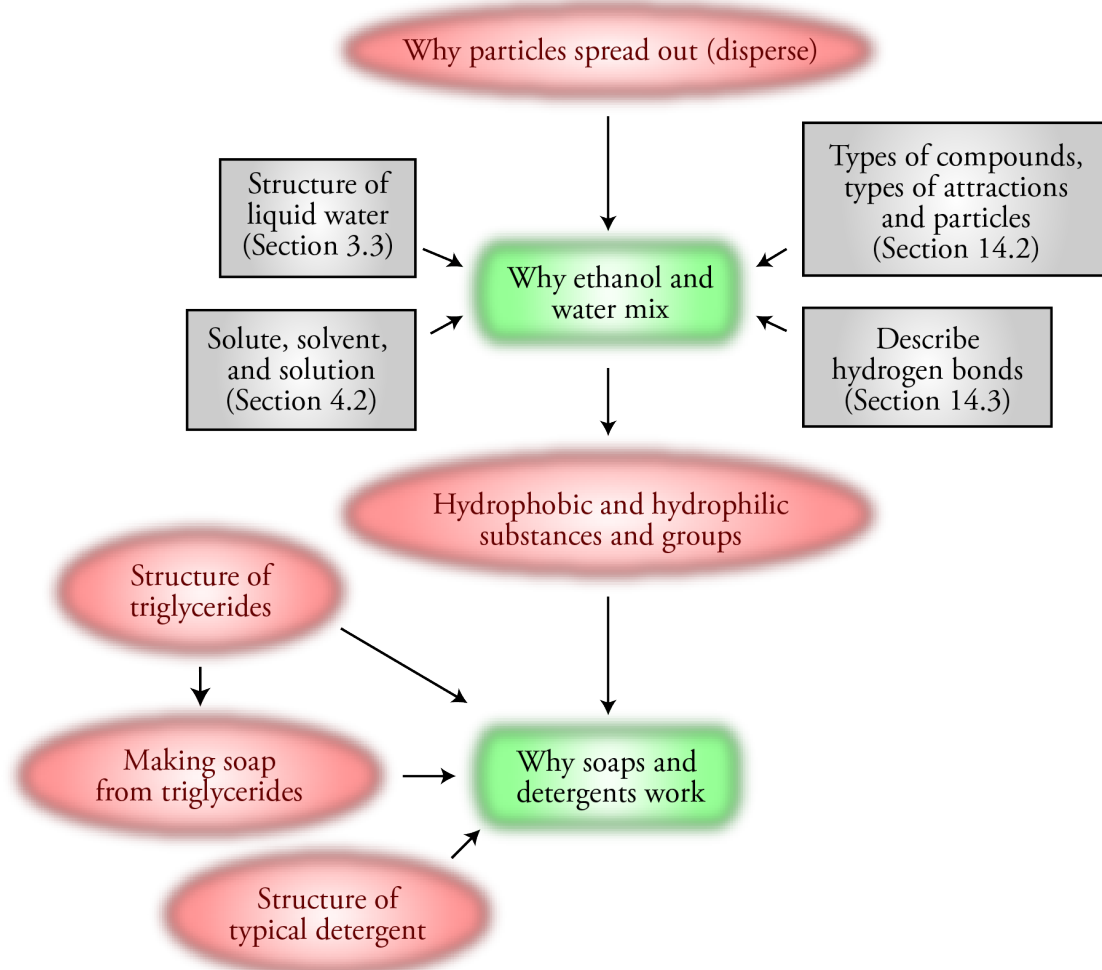 Why particles spread out (disperse)
Structure of
liquid water
(Section 3.3)
Types of compounds,
types of attractions
and particles
(Section 14.2)
Why ethanol and
water mix
Solute, solvent,
and solution
(Section 4.2)
Describe
hydrogen bonds
(Section 14.3)
Hydrophobic and hydrophilic
substances and groups
Structure of
triglycerides
Making soap
from triglycerides
Why soaps and
detergents work
Structure of
typical detergent